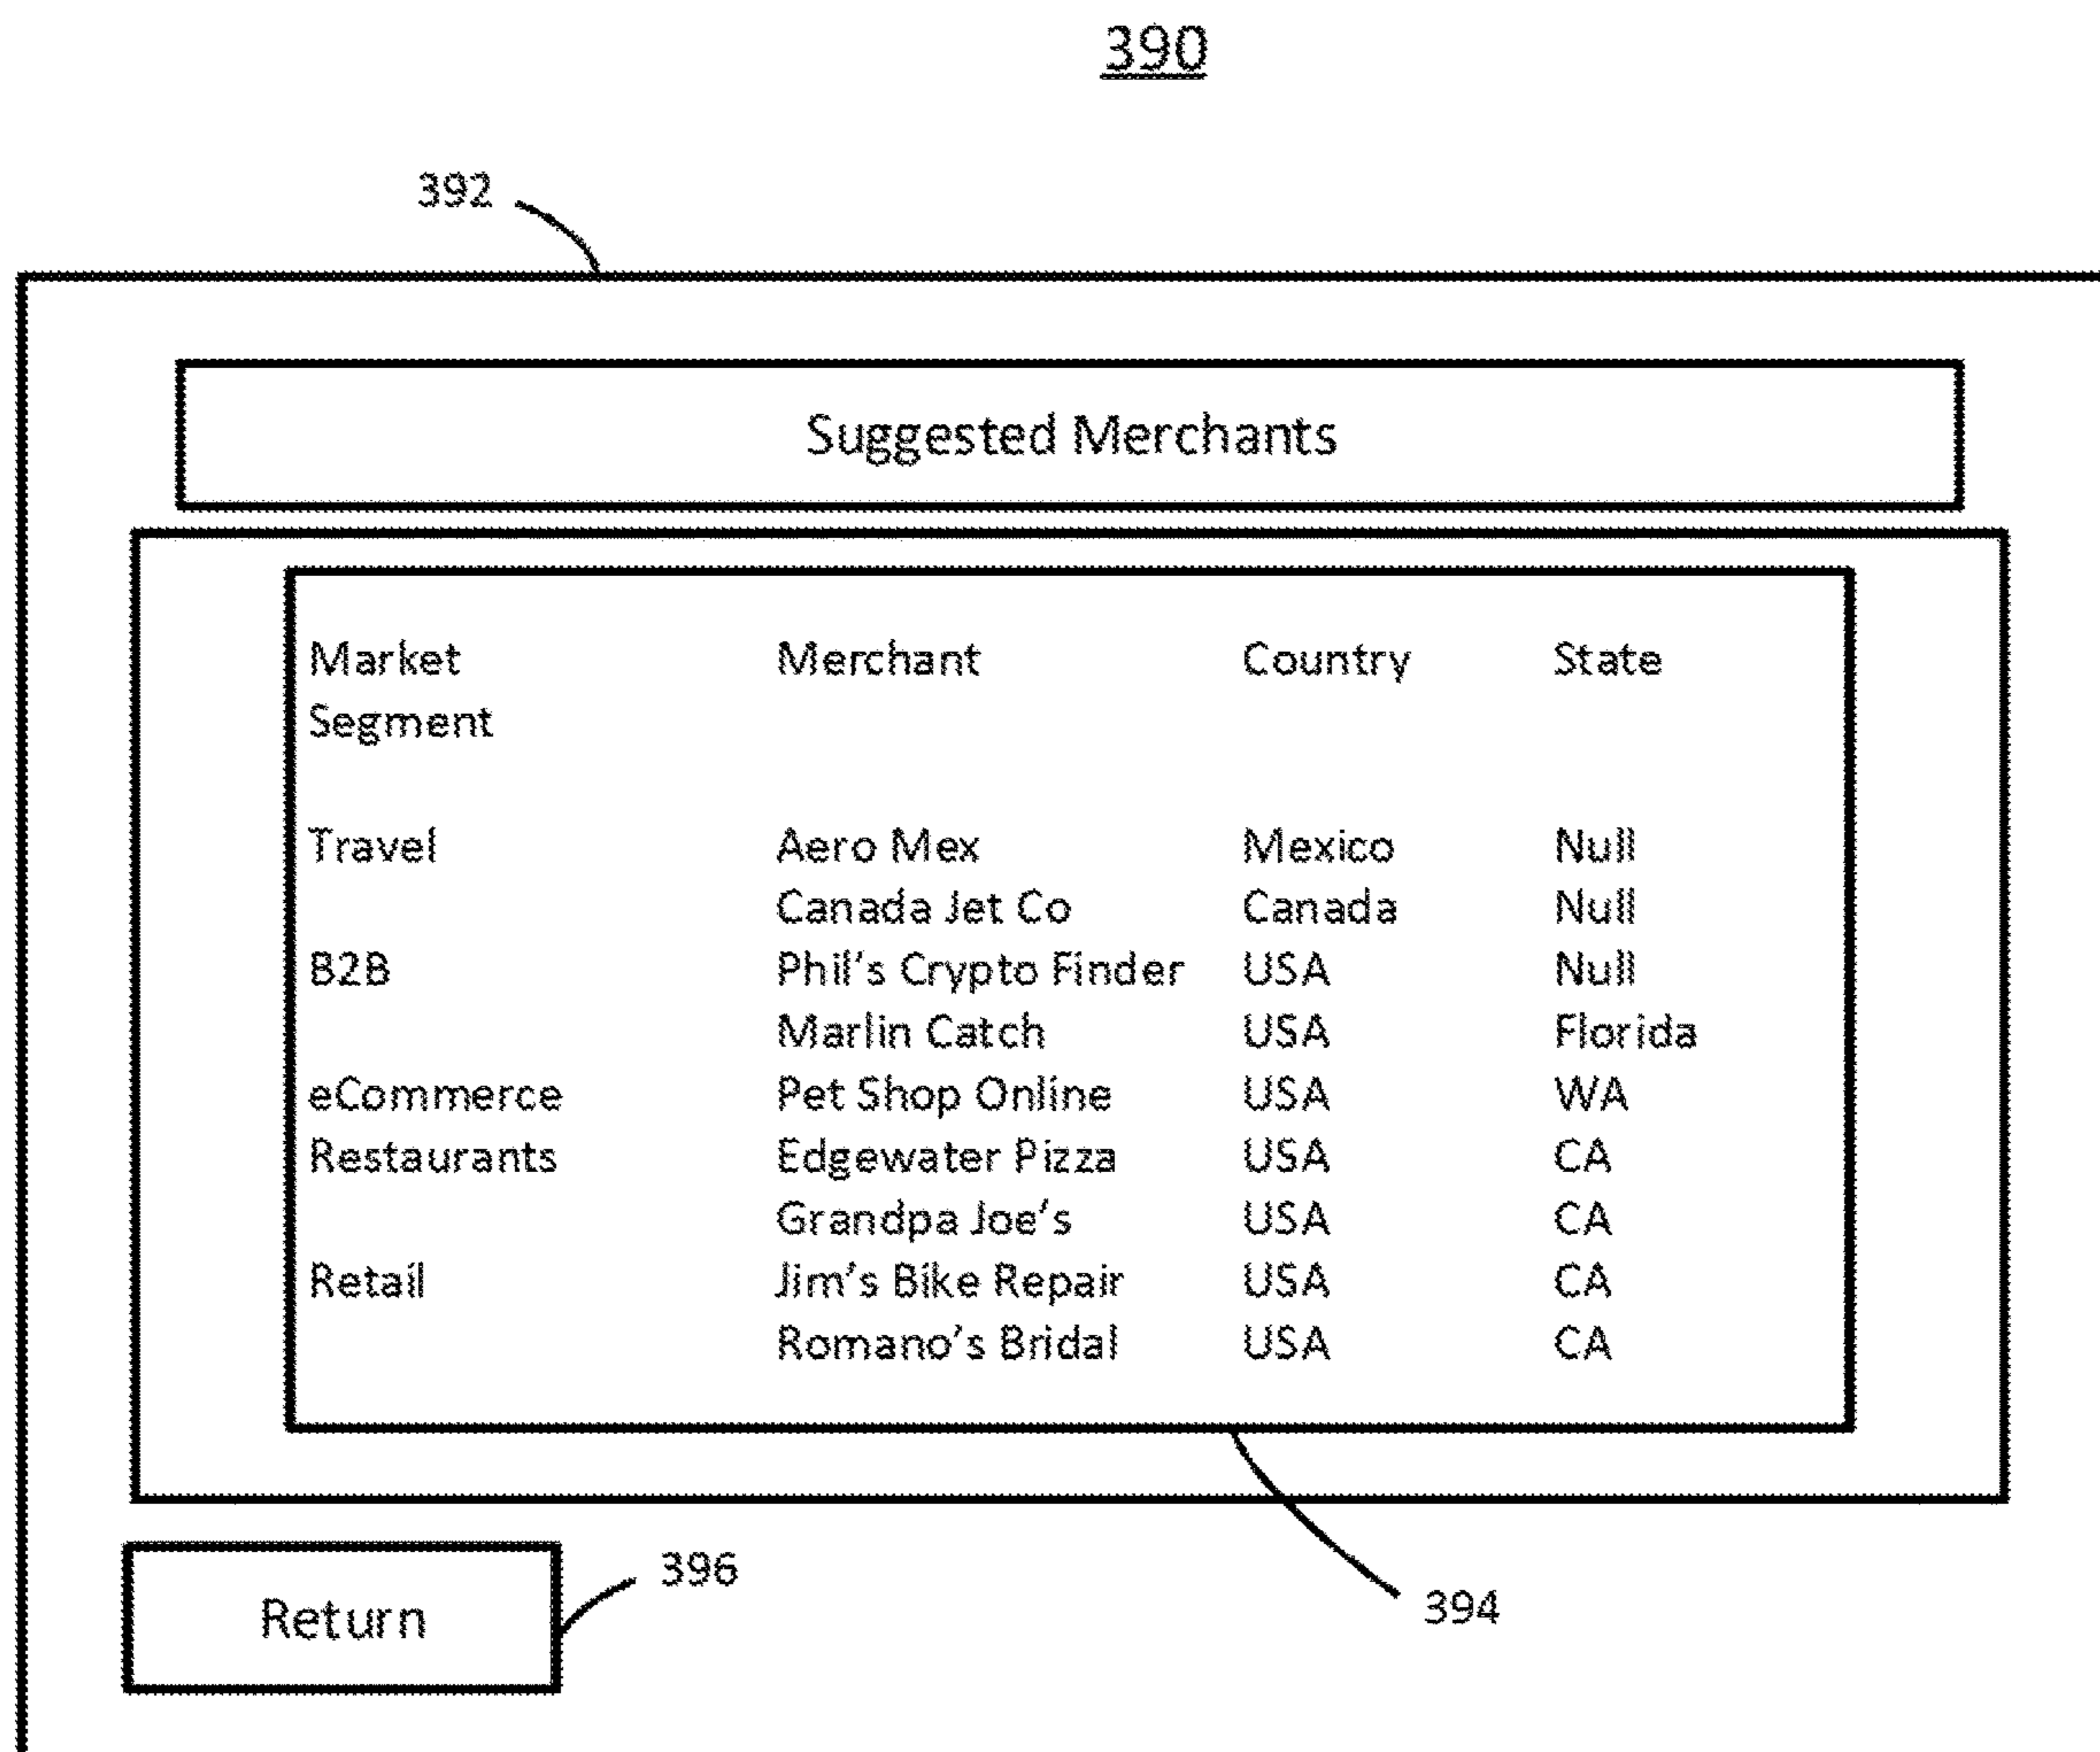 390
392
Suggested Merchants
Market Merchant Country State
Segment
Travel Aero Mex Mexico Null
Canada Jet Co Canada Null
B2B Phil's Crypto Finder USA Null
Marlin Catch USA Florida
eCommerce Pet Shop Online USA WA
Restaurants Edgewater Pizza USA CA
Grandpa Joe's USA CA
Retail Jim's Bike Repair USA CA
Romano's Bridal USA CA
396
394
Return